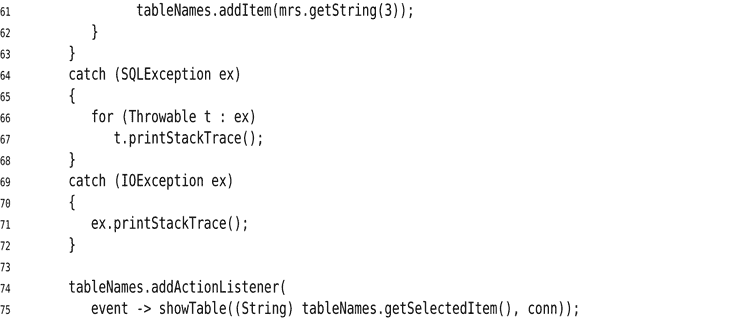 61 tableNames.addItem(mrs.getString(3));
62 }
63 }
64 catch (SQLException ex)
65 {
66 for (Throwable t : ex)
67 t.printStackTrace();
68 }
69 catch (IOException ex)
70 {
71 ex.printStackTrace();
72 }
73
74 tableNames.addActionListener(
75 event -> showTable((String) tableNames.getSelectedItem(), conn));